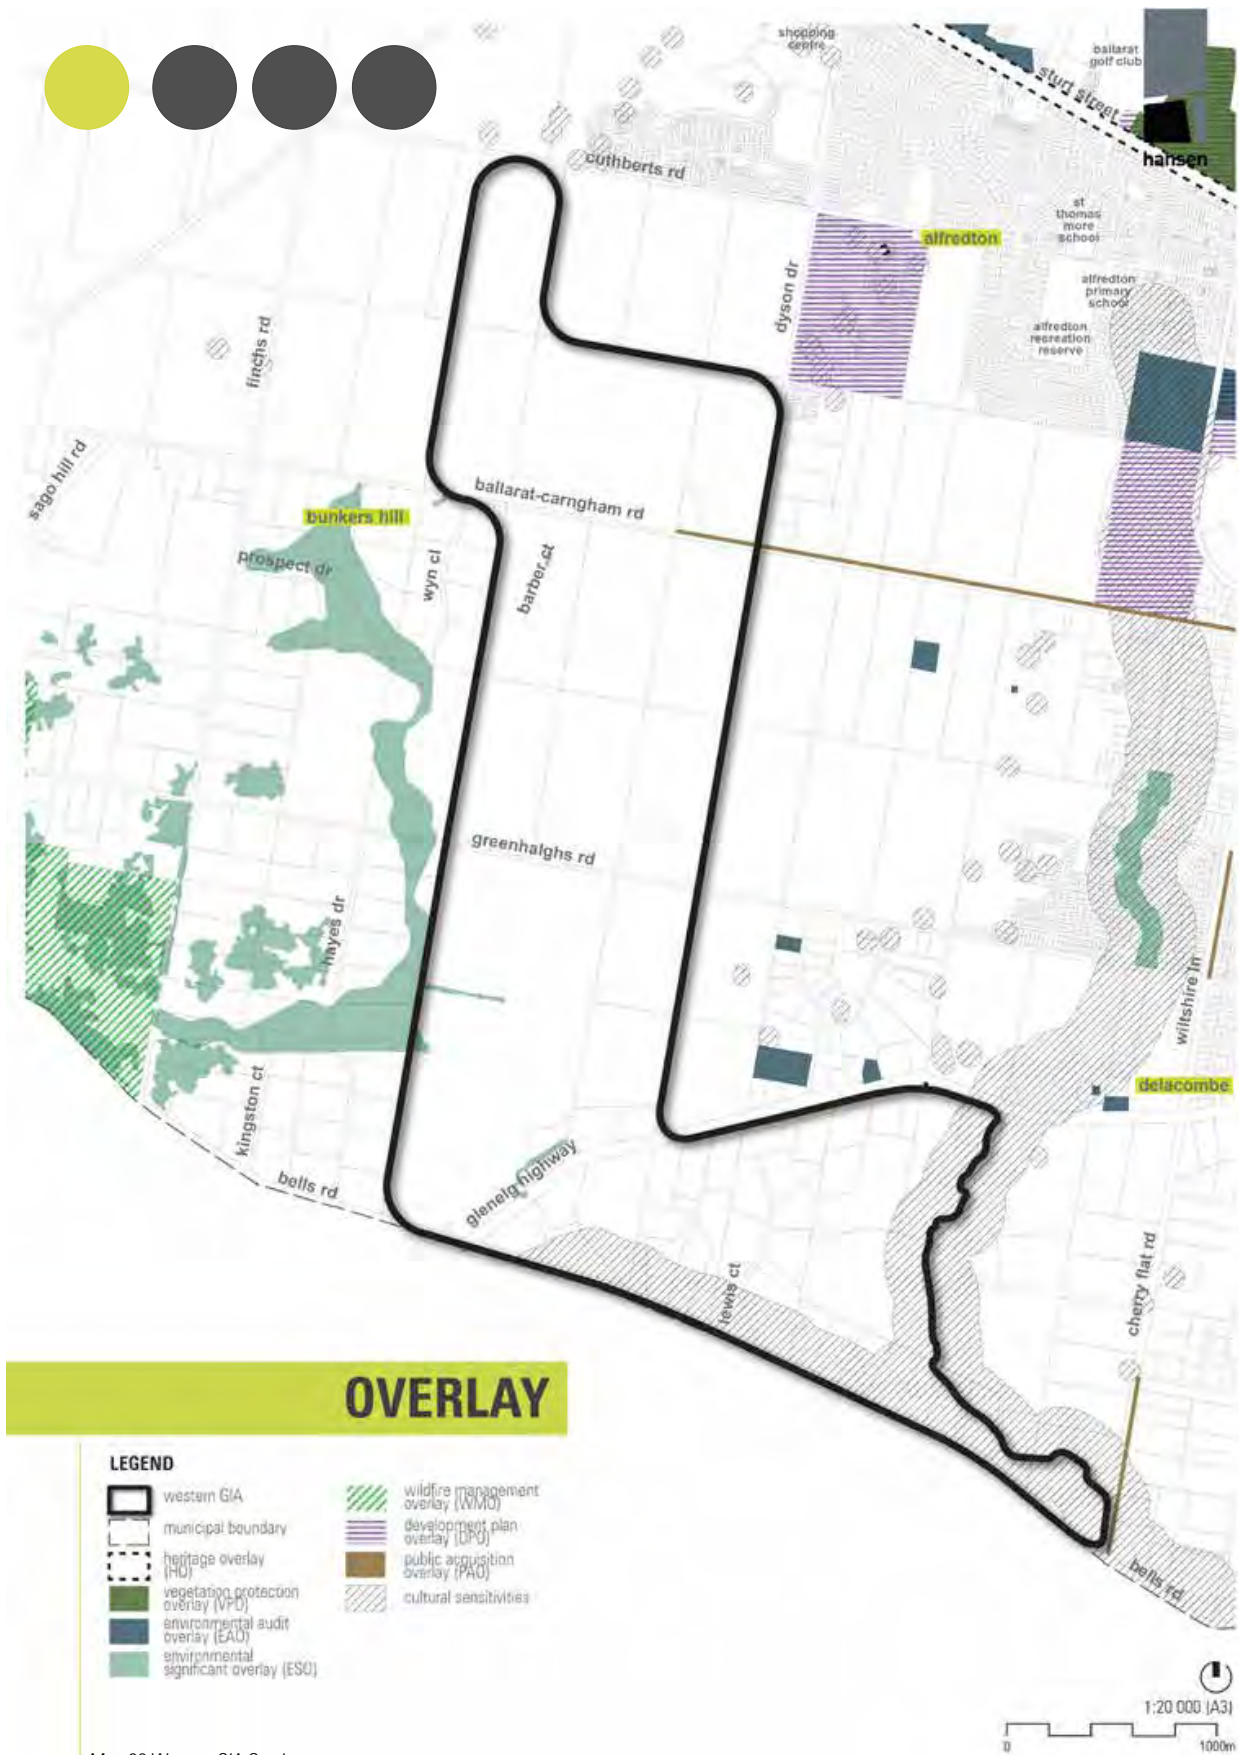 shopping
centre
ballarat
golf club
sturt street
hansen
cuthberts rd
st
thomas
more
school
alfredton
dyson dr
alfredton
primary
school
alfredton
recreation
reserve
finchs rd
sago hill rd
ballarat-carngham rd
bunkers hill
prospect dr
wyn cl
barber ct
greenhalghs rd
hayes dr
wiltshire ln
kingston ct
delacombe
bells rd
glenelg highway
lewis ct
cherry flat rd
bells rd
OVERLAY
LEGEND
western GIA
municipal boundary
heritage overlay
(HO)
vegetation protection
overlay (VPO)
environmental audit
overlay (EAO)
environmental
significant overlay (ESO)
wildfire management
overlay (WMO)
development plan
overlay (DPO)
public acquisition
overlay (PAO)
cultural sensitivities
1:20 000 (A3)
0 1000m